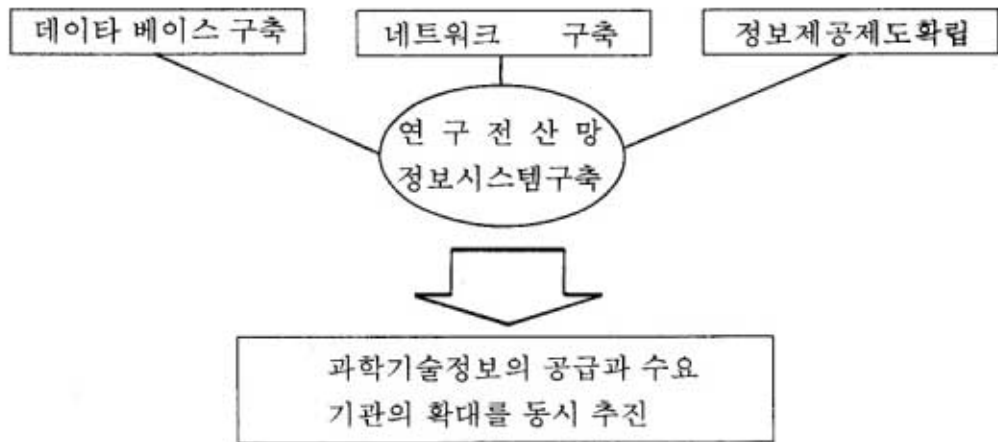 데이타 베이스 구축
네트워크 구축
정보제공제도확립
연 구 전 산 망
정보시스템구축
과학기술정보의 공급과 수요
기관의 확대를 동시 추진